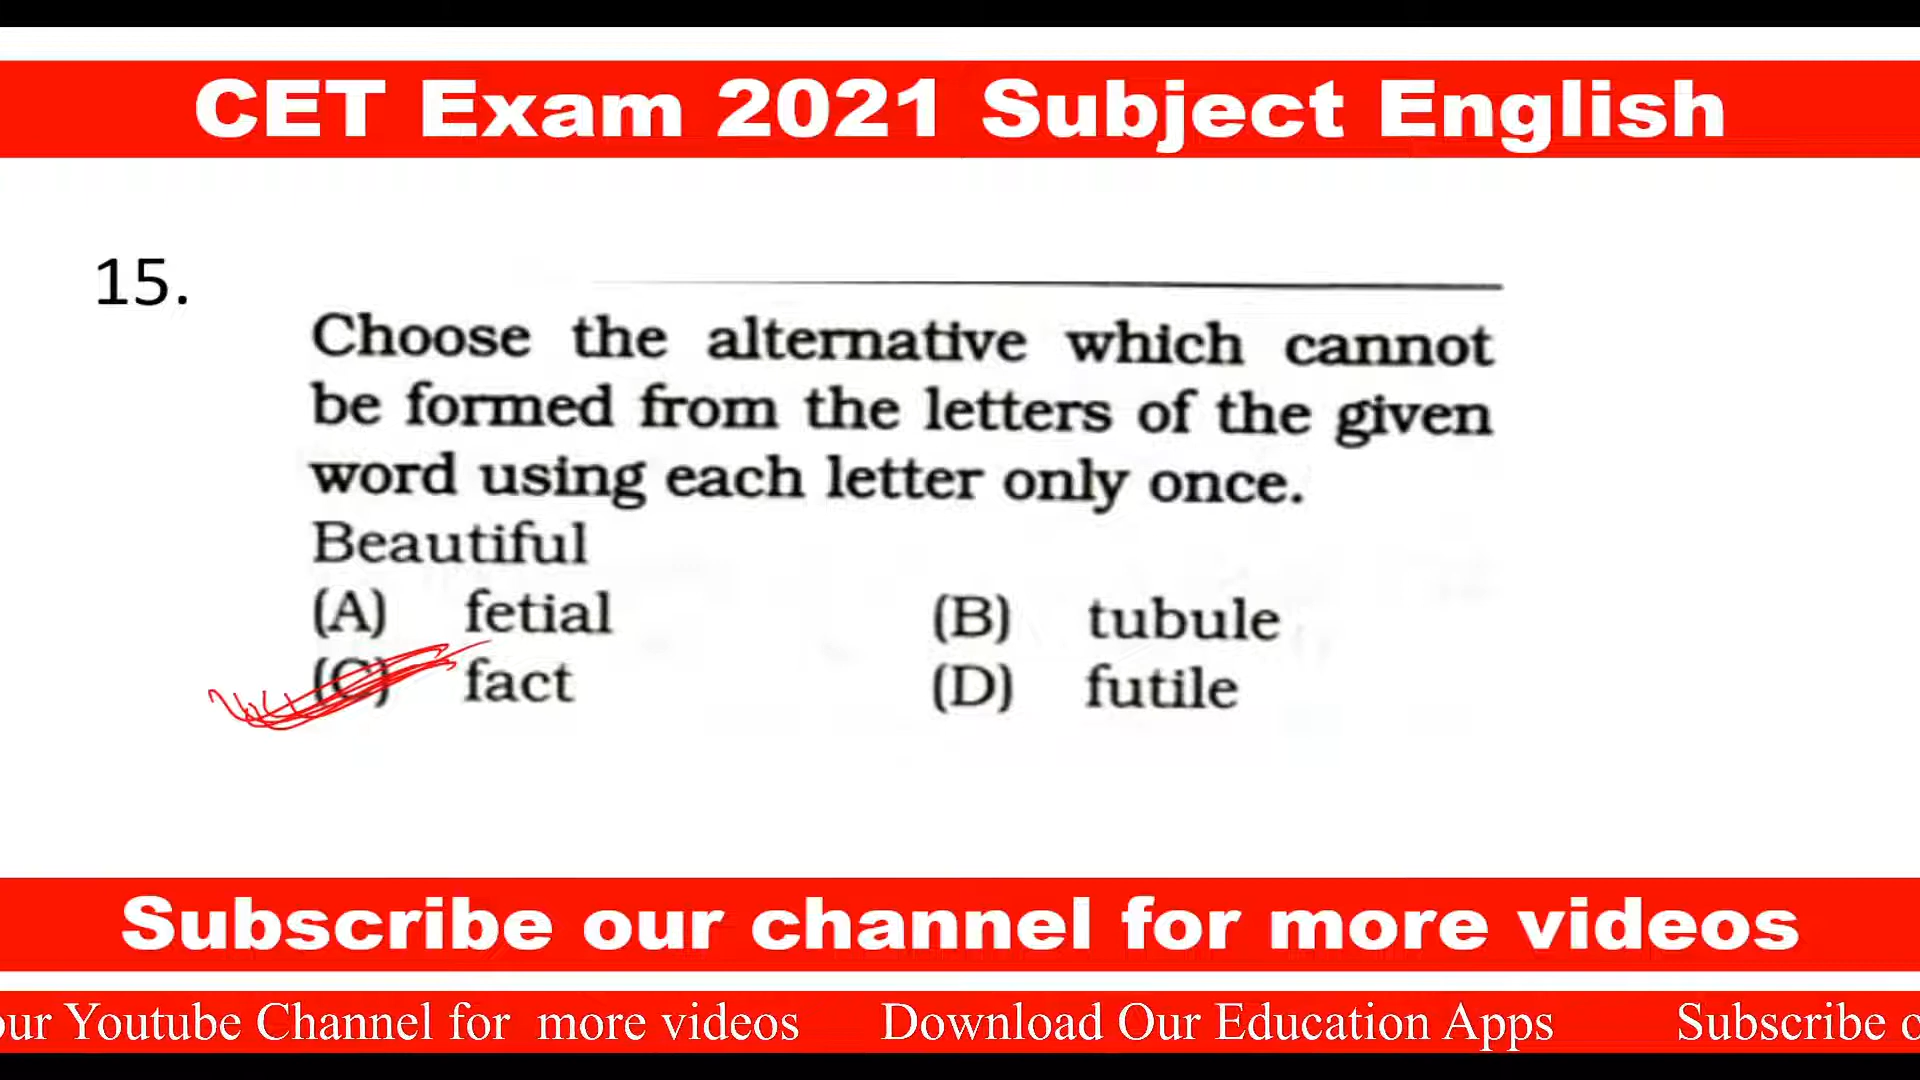 CET Exam 2021 Subject English
15.
Choose the alternative which cannot
be formed from the letters of the given
word using each letter only once.
Beautiful
(A) fetial (B) tubule
(C) fact (D) futile
Subscribe our channel for more videos
our Youtube Channel for more videos Download Our Education Apps Subscribe o